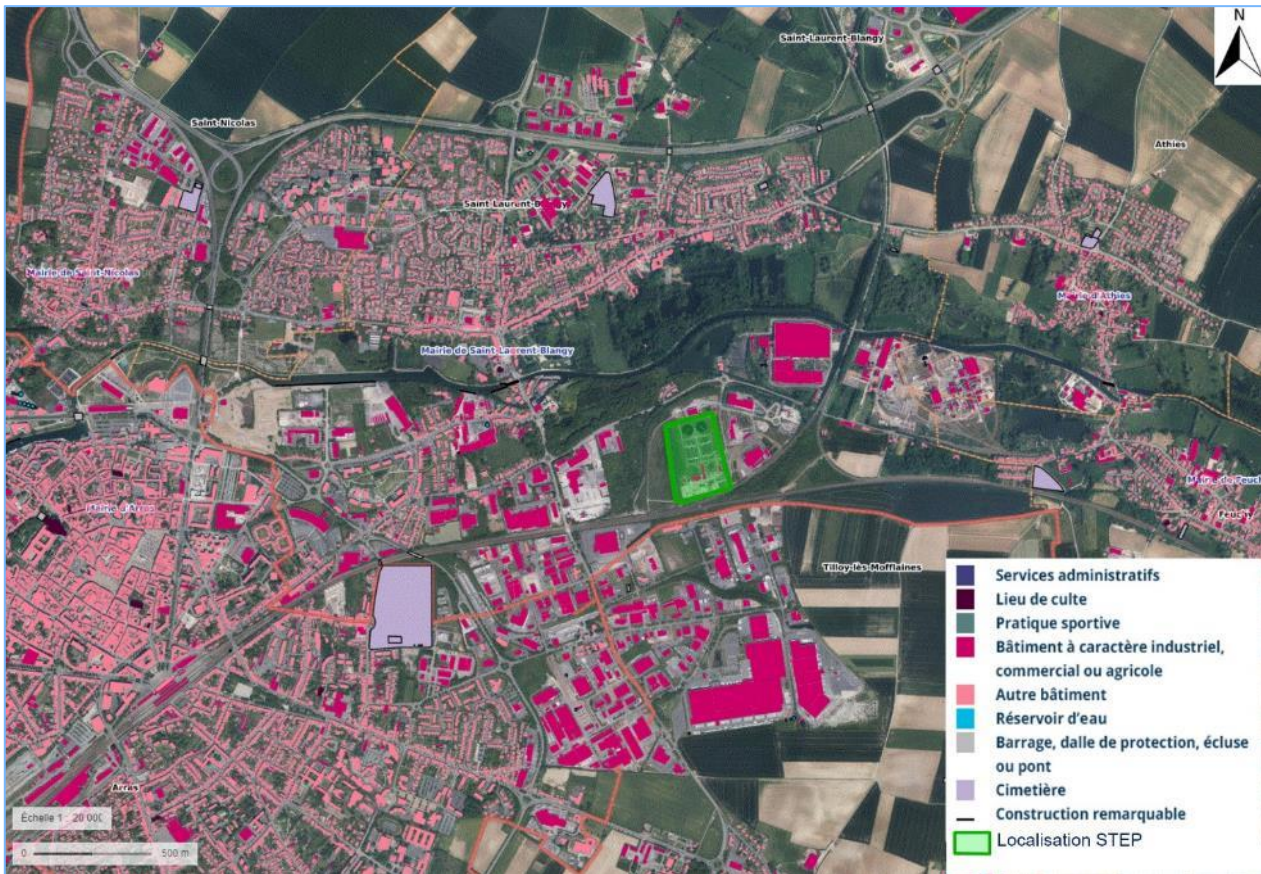 N
Saint-Laurent-Blangy
Saint-Nicolas
Athies
Saint-Laurent-Blangy
Mairie de Saint-Nicolas
Mairie d'Athies
Mairie de Saint-Laurent-Blangy
Mairie de Feuch
Mairie d'Arras
Feuchy
Tilloy-lès-Mofflaines
Arras
Services administratifs
Lieu de culte
Pratique sportive
Bâtiment à caractère industriel,
commercial ou agricole
Autre bâtiment
Réservoir d'eau
Barrage, dalle de protection, écluse
ou pont
Cimetière
Construction remarquable
Localisation STEP
Échelle 1 : 20 000
0 500 m